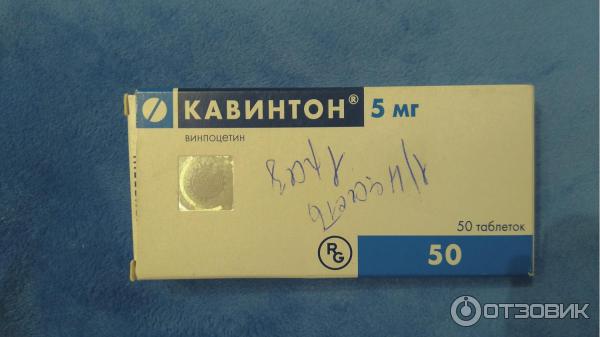 КАВИНТОН® 5 мг
винпоцетин
50 таблеток
RG
50
ОТЗОВИК